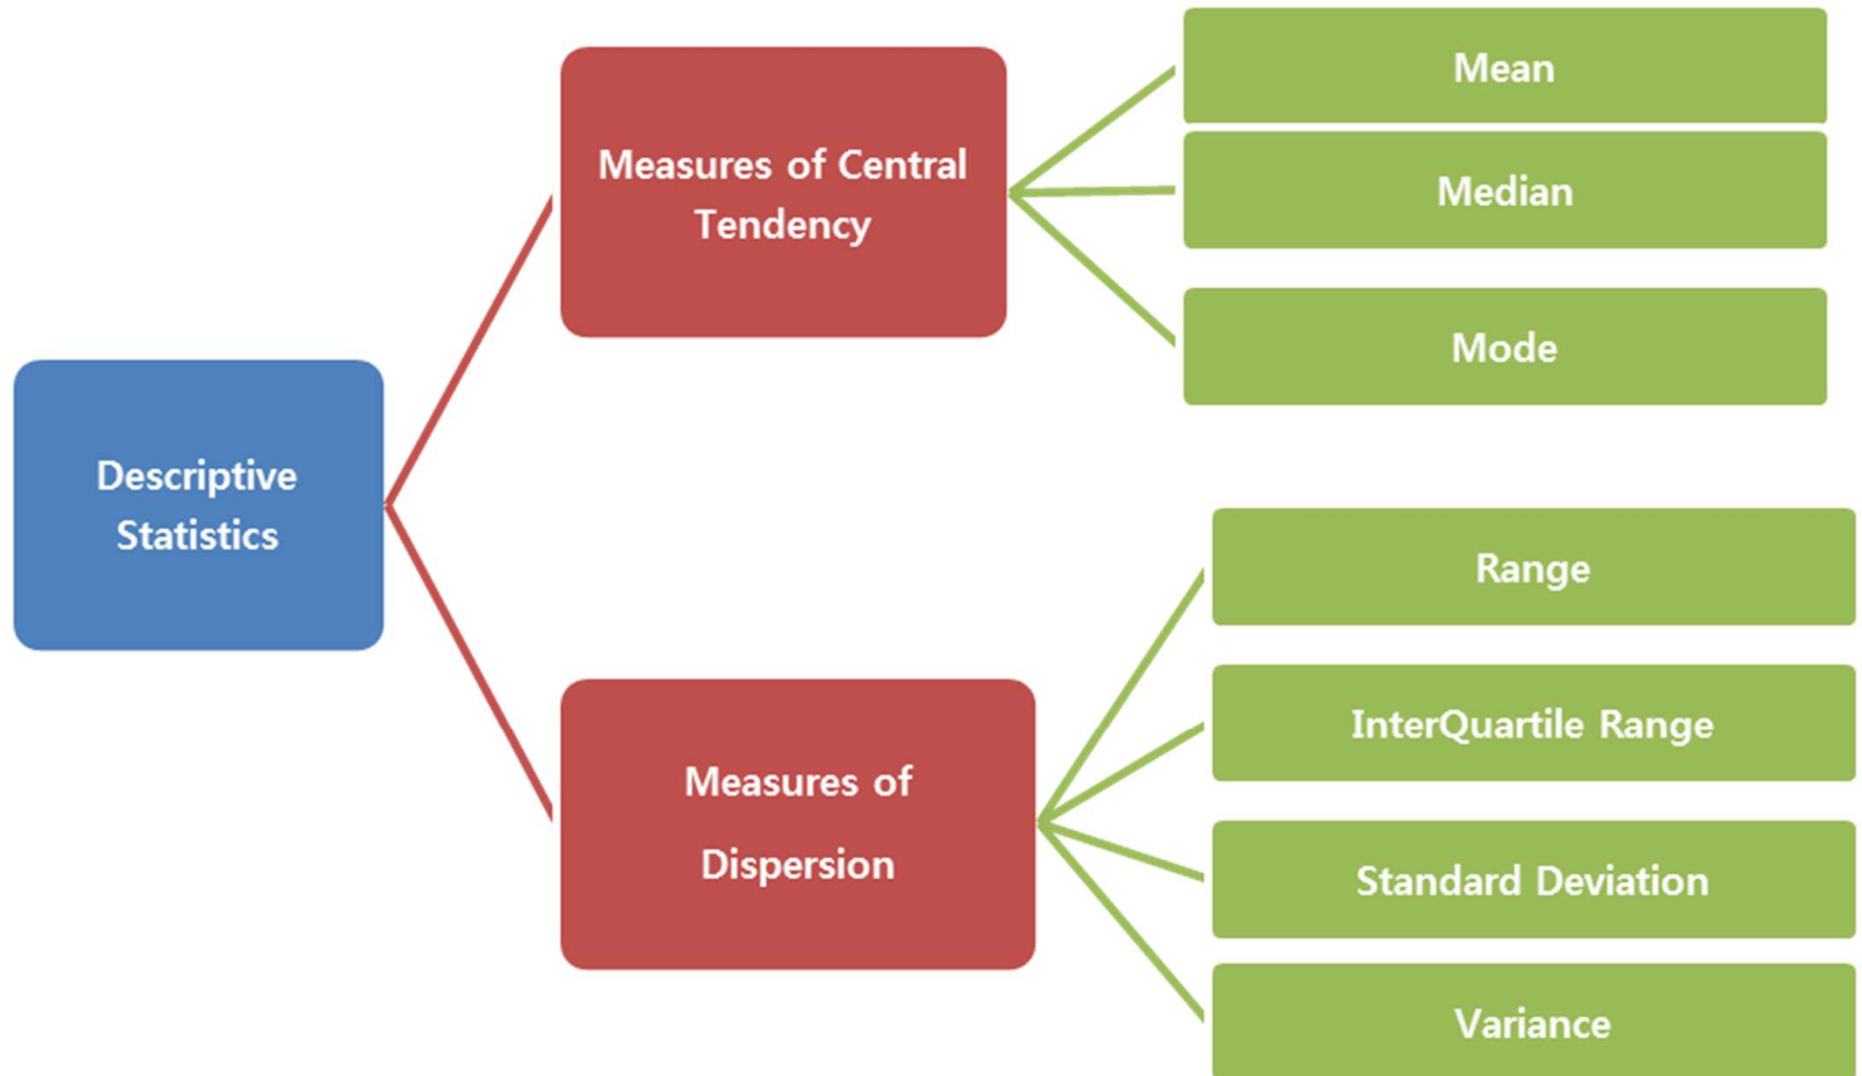 Descriptive
Statistics
Measures of Central
Tendency
Mean
Median
Mode
Measures of
Dispersion
Range
InterQuartile Range
Standard Deviation
Variance